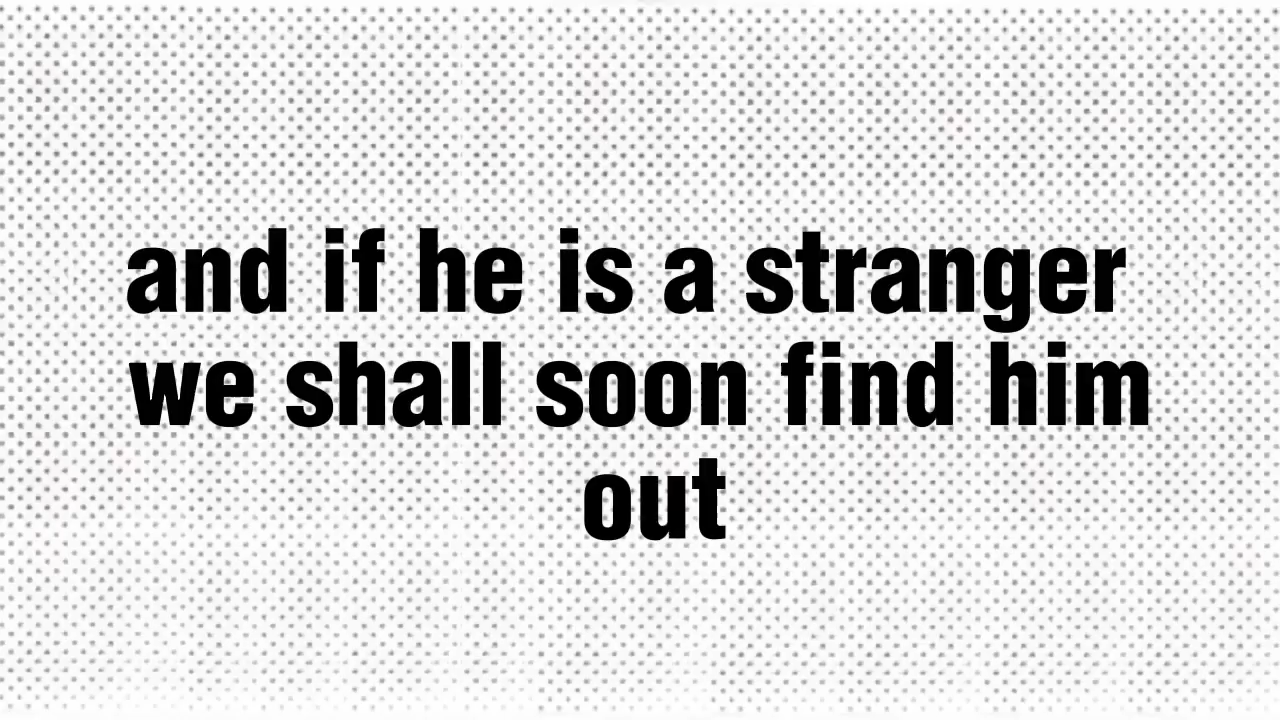 and if he is a stranger
we shall soon find him
out